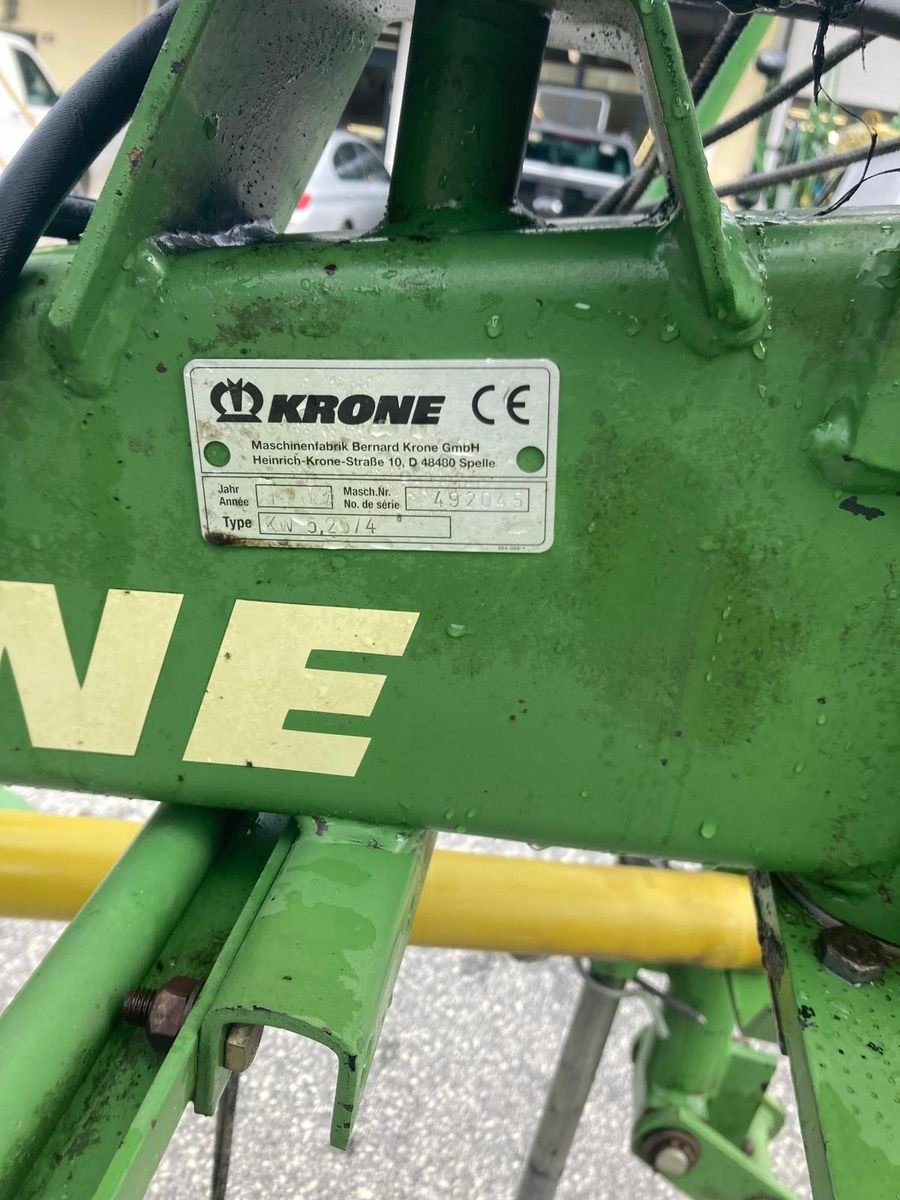 KRONE CE
Maschinenfabrik Bernard Krone GmbH
Heinrich-Krone-Straße 10, D 48480 Spelle
Jahr Masch.Nr. 492045
Année No. de série
Type KW 5,25/4
NE